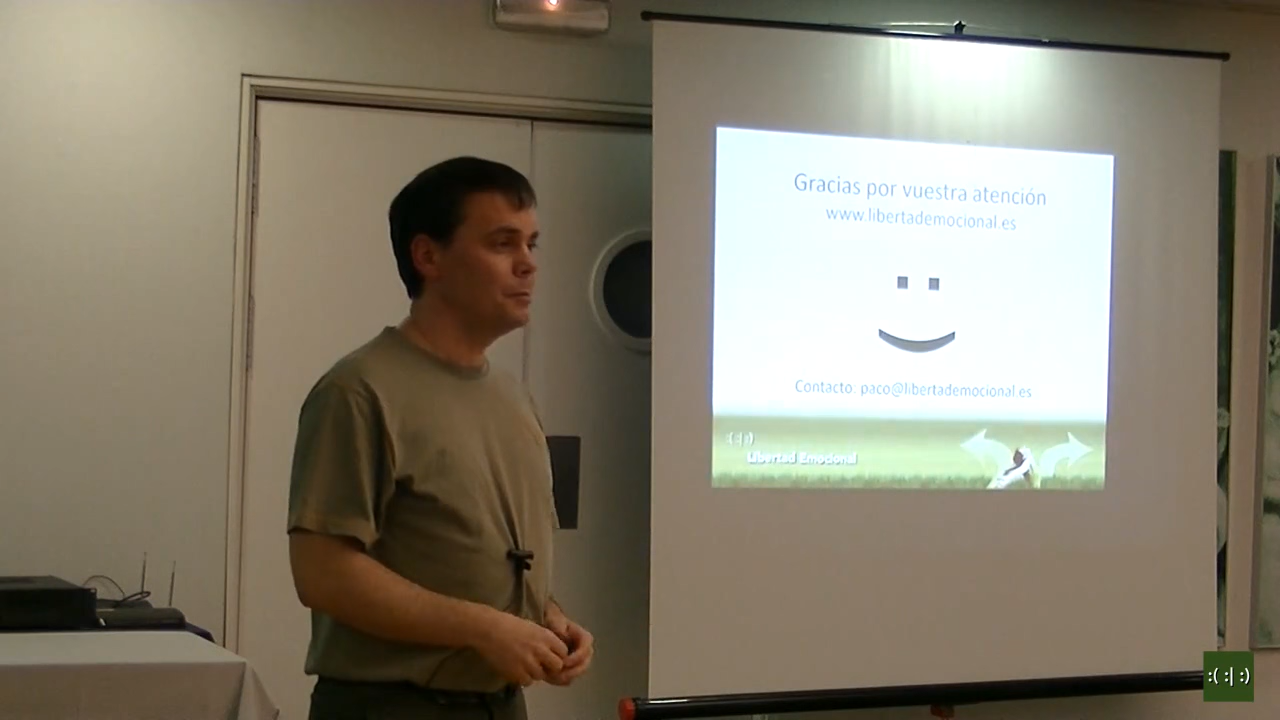 Gracias por vuestra atención
www.libertademocional.es
Contacto: paco@libertademocional.es
:(:|:)
Libertad Emocional
:( :| :)